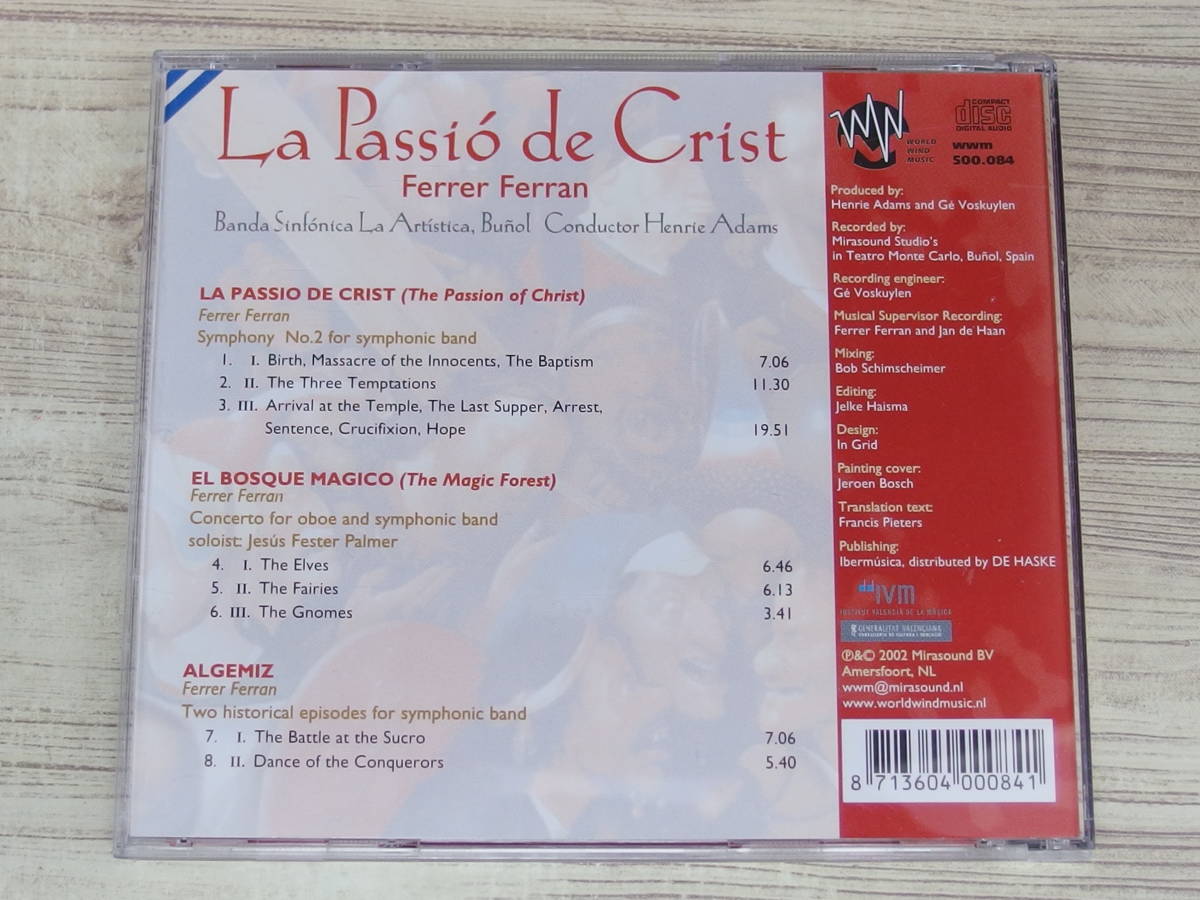 La Passió de Crist
Ferrer Ferran
Banda Sinfónica La Artística, Buñol Conductor Henrie Adams
LA PASSIO DE CRIST (The Passion of Christ)
Ferrer Ferran
Symphony No.2 for symphonic band
1. I. Birth, Massacre of the Innocents, The Baptism 7.06
2. II. The Three Temptations 11.30
3. III. Arrival at the Temple, The Last Supper, Arrest,
Sentence, Crucifixion, Hope 19.51
EL BOSQUE MAGICO (The Magic Forest)
Ferrer Ferran
Concerto for oboe and symphonic band
soloist: Jesús Fester Palmer
4. I. The Elves 6.46
5. II. The Fairies 6.13
6. III. The Gnomes 3.41
ALGEMIZ
Ferrer Ferran
Two historical episodes for symphonic band
7. I. The Battle at the Sucro 7.06
8. II. Dance of the Conquerors 5.40
WORLD
WIND
MUSIC
COMPACT
disc
DIGITAL AUDIO
wwm
500.084
Produced by:
Henrie Adams and Gé Voskuylen
Recorded by:
Mirasound Studio's
in Teatro Monte Carlo, Buñol, Spain
Recording engineer:
Gé Voskuylen
Musical Supervisor Recording:
Ferrer Ferran and Jan de Haan
Mixing:
Bob Schimscheimer
Editing:
Jelke Haisma
Design:
In Grid
Painting cover:
Jeroen Bosch
Translation text:
Francis Pieters
Publishing:
Ibermúsica, distributed by DE HASKE
ivm
INSTITUT VALENCIÀ DE LA MÚSICA
GENERALITAT VALENCIANA
℗&© 2002 Mirasound BV
Amersfoort, NL
wwm@mirasound.nl
www.worldwindmusic.nl
8 713604 000841